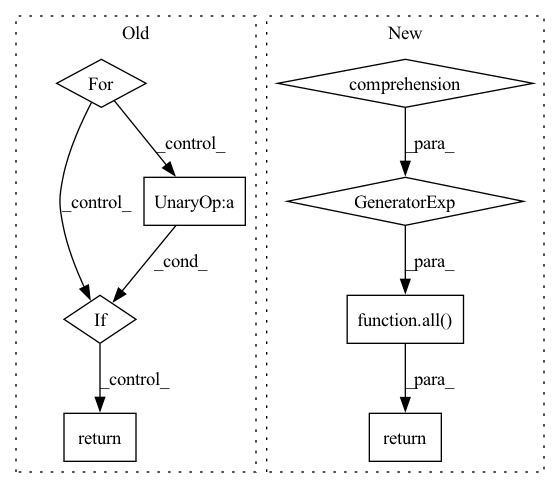 Old
New
For
comprehension
_control_
_para_
_control_
UnaryOp:a
GeneratorExp
_cond_
_para_
If
function.all()
_control_
_para_
return
return